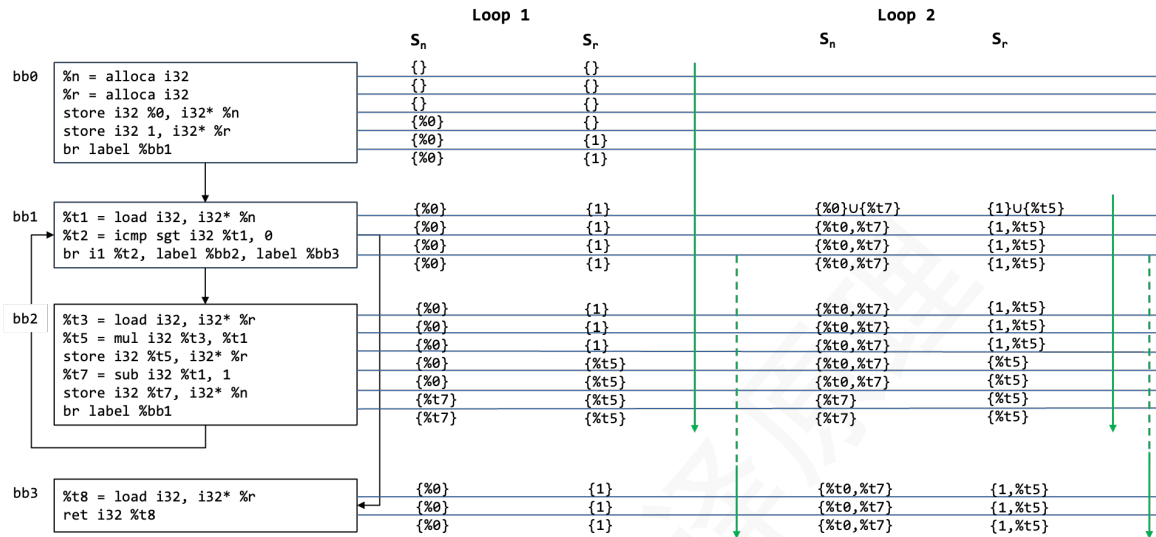 Loop 1 Loop 2
Sn Sr Sn Sr
bb0
%n = alloca i32
%r = alloca i32
store i32 %0, i32* %n
store i32 1, i32* %r
br label %bb1
{} {}
{} {}
{} {}
{%0} {}
{%0} {1}
{%0} {1}
bb1
%t1 = load i32, i32* %n
%t2 = icmp sgt i32 %t1, 0
br i1 %t2, label %bb2, label %bb3
{%0} {1} {%0}∪{%t7} {1}∪{%t5}
{%0} {1} {%t0,%t7} {1,%t5}
{%0} {1} {%t0,%t7} {1,%t5}
{%0} {1} {%t0,%t7} {1,%t5}
bb2
%t3 = load i32, i32* %r
%t5 = mul i32 %t3, %t1
store i32 %t5, i32* %r
%t7 = sub i32 %t1, 1
store i32 %t7, i32* %n
br label %bb1
{%0} {1} {%t0,%t7} {1,%t5}
{%0} {1} {%t0,%t7} {1,%t5}
{%0} {1} {%t0,%t7} {1,%t5}
{%0} {%t5} {%t0,%t7} {%t5}
{%0} {%t5} {%t0,%t7} {%t5}
{%t7} {%t5} {%t7} {%t5}
{%t7} {%t5} {%t7} {%t5}
bb3
%t8 = load i32, i32* %r
ret i32 %t8
{%0} {1} {%t0,%t7} {1,%t5}
{%0} {1} {%t0,%t7} {1,%t5}
{%0} {1} {%t0,%t7} {1,%t5}
译原理